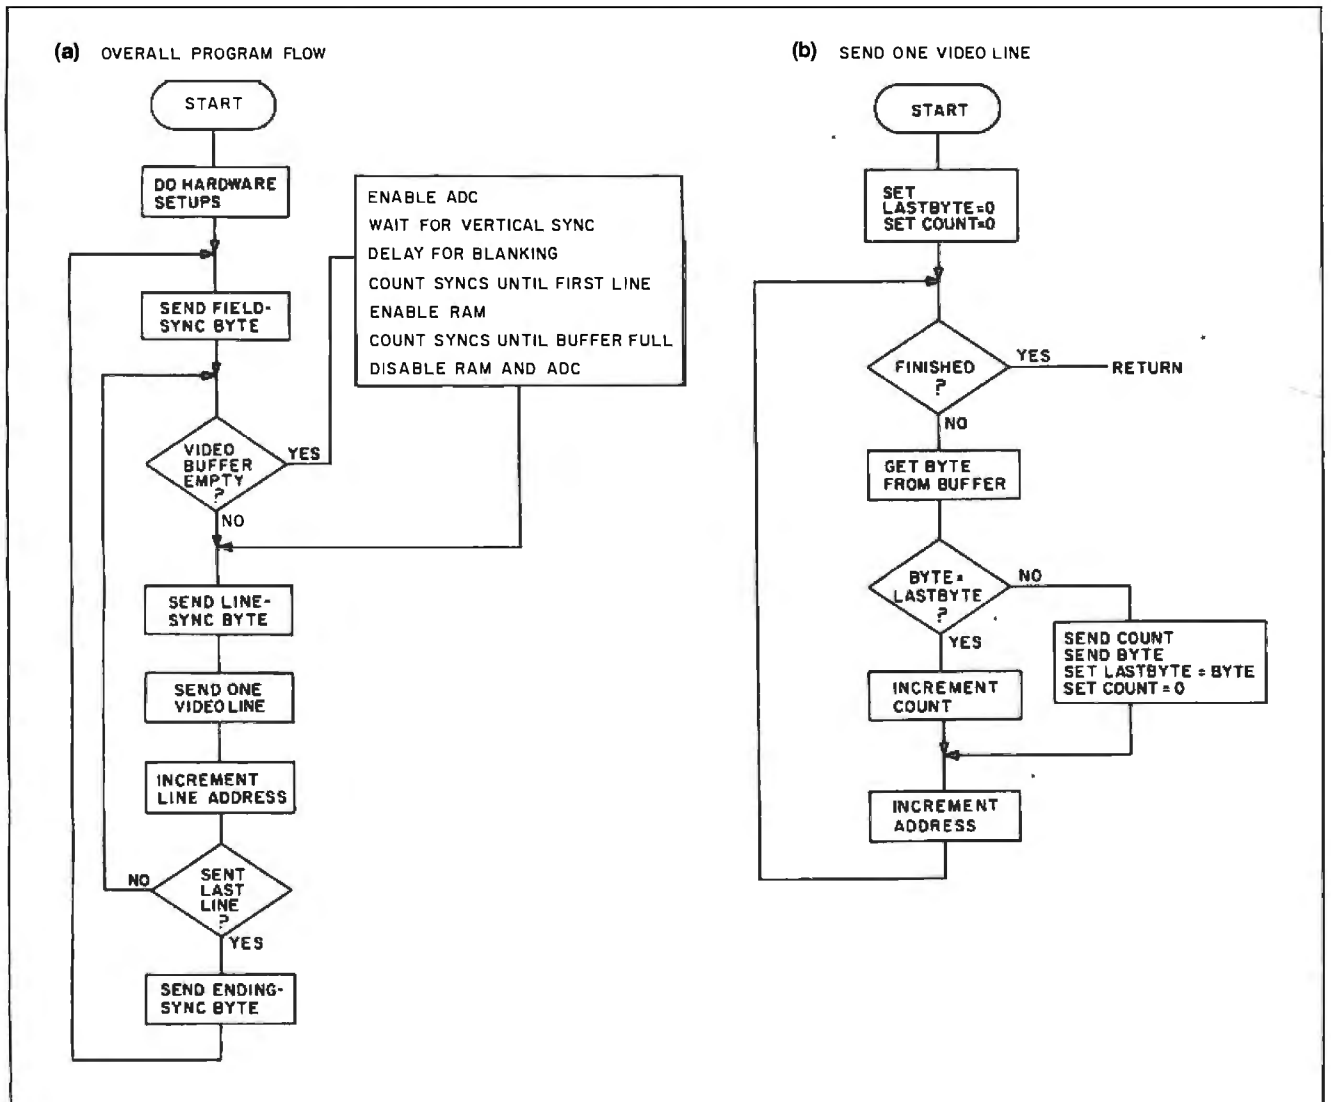 (a) OVERALL PROGRAM FLOW
START
DO HARDWARE
SETUPS
SEND FIELD-
SYNC BYTE
VIDEO
BUFFER
EMPTY
?
YES
NO
ENABLE ADC
WAIT FOR VERTICAL SYNC
DELAY FOR BLANKING
COUNT SYNCS UNTIL FIRST LINE
ENABLE RAM
COUNT SYNCS UNTIL BUFFER FULL
DISABLE RAM AND ADC
SEND LINE-
SYNC BYTE
SEND ONE
VIDEO LINE
INCREMENT
LINE ADDRESS
SENT
LAST
LINE
?
NO
YES
SEND ENDING-
SYNC BYTE
(b) SEND ONE VIDEO LINE
START
SET
LASTBYTE=0
SET COUNT=0
FINISHED
?
YES
RETURN
NO
GET BYTE
FROM BUFFER
BYTE=
LASTBYTE
?
NO
YES
SEND COUNT
SEND BYTE
SET LASTBYTE = BYTE
SET COUNT = 0
INCREMENT
COUNT
INCREMENT
ADDRESS